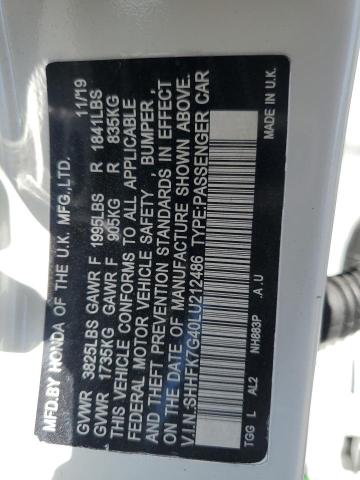 MFD.BY HONDA OF THE U.K. MFG.,LTD. 11/19
GVWR 3825LBS GAWR F 1995LBS R 1841LBS
GVWR 1735KG GAWR F 905KG R 835KG
THIS VEHICLE CONFORMS TO ALL APPLICABLE
FEDERAL MOTOR VEHICLE SAFETY, BUMPER,
AND THEFT PREVENTION STANDARDS IN EFFECT
ON THE DATE OF MANUFACTURE SHOWN ABOVE.
V.I.N:SHHFK7G40LU212486 TYPE:PASSENGER CAR
NH883P .A.U MADE IN U.K.
TGG L AL2